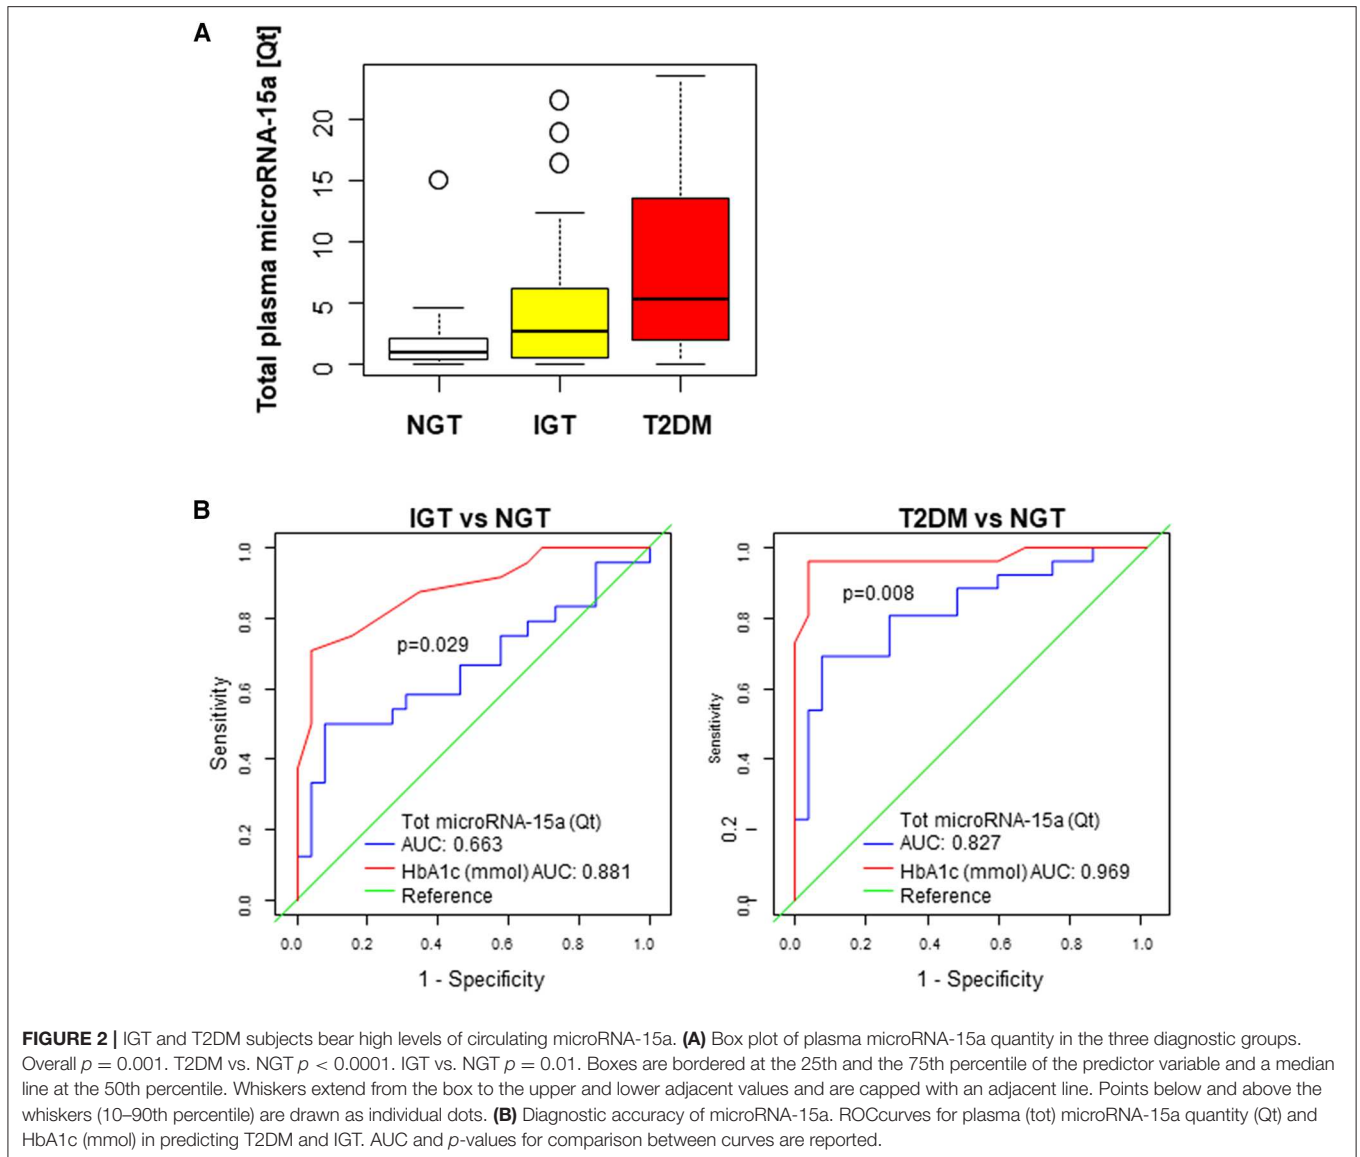 A
Total plasma microRNA-15a [Qt]
20
15
10
5
0
NGT IGT T2DM
B
IGT vs NGT
Sensitivity
1.0
0.8
0.6
0.4
0.2
0.0
p=0.029
Tot microRNA-15a (Qt)
AUC: 0.663
HbA1c (mmol) AUC: 0.881
Reference
0.0 0.2 0.4 0.6 0.8 1.0
1 - Specificity
T2DM vs NGT
Sensitivity
1.0
0.8
0.6
0.4
0.2
0.0
p=0.008
Tot microRNA-15a (Qt)
AUC: 0.827
HbA1c (mmol) AUC: 0.969
Reference
0.0 0.2 0.4 0.6 0.8 1.0
1 - Specificity
FIGURE 2 | IGT and T2DM subjects bear high levels of circulating microRNA-15a. (A) Box plot of plasma microRNA-15a quantity in the three diagnostic groups.
Overall p = 0.001. T2DM vs. NGT p < 0.0001. IGT vs. NGT p = 0.01. Boxes are bordered at the 25th and the 75th percentile of the predictor variable and a median
line at the 50th percentile. Whiskers extend from the box to the upper and lower adjacent values and are capped with an adjacent line. Points below and above the
whiskers (10–90th percentile) are drawn as individual dots. (B) Diagnostic accuracy of microRNA-15a. ROCcurves for plasma (tot) microRNA-15a quantity (Qt) and
HbA1c (mmol) in predicting T2DM and IGT. AUC and p-values for comparison between curves are reported.